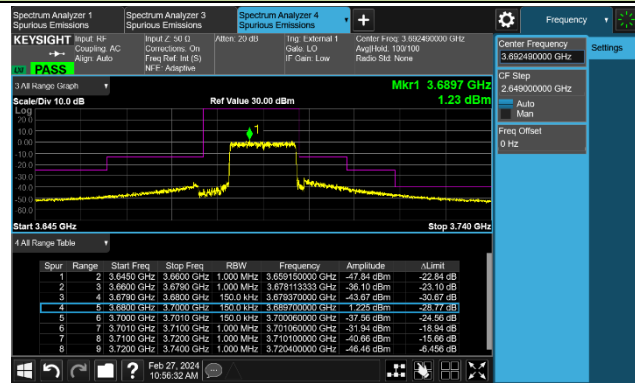 Spectrum Analyzer 1
Spurious Emissions
Spectrum Analyzer 3
Spurious Emissions
Spectrum Analyzer 4
Spurious Emissions
Frequency
KEYSIGHT
Input: RF
Coupling: AC
Align: Auto
Input Z: 50 Ω
Corrections: On
Freq Ref: Int (S)
NFE: Adaptive
Atten: 20 dB
Trig: External 1
Gate: LO
IF Gain: Low
Center Freq: 3.692490000 GHz
Avg|Hold: 100/100
Radio Std: None
PASS
Center Frequency
3.692490000 GHz
Settings
CF Step
2.649000000 GHz
Auto
Man
Freq Offset
0 Hz
3 All Range Graph
Mkr1 3.6897 GHz
Scale/Div 10.0 dB
Ref Value 30.00 dBm
1.23 dBm
Log
20.0
10.0
0.00
-10.0
-20.0
-30.0
-40.0
-50.0
-60.0
1
Start 3.645 GHz
Stop 3.740 GHz
4 All Range Table
Spur Range Start Freq Stop Freq RBW Frequency Amplitude ΔLimit
1 2 3.6450 GHz 3.6600 GHz 1.000 MHz 3.659150000 GHz -47.84 dBm -22.84 dB
2 3 3.6600 GHz 3.6790 GHz 1.000 MHz 3.678113333 GHz -36.10 dBm -23.10 dB
3 4 3.6790 GHz 3.6800 GHz 150.0 kHz 3.679370000 GHz -43.67 dBm -30.67 dB
4 5 3.6800 GHz 3.7000 GHz 150.0 kHz 3.689700000 GHz 1.225 dBm -28.77 dB
5 6 3.7000 GHz 3.7010 GHz 150.0 kHz 3.700060000 GHz -37.56 dBm -24.56 dB
6 7 3.7010 GHz 3.7100 GHz 1.000 MHz 3.701060000 GHz -31.94 dBm -18.94 dB
7 8 3.7100 GHz 3.7200 GHz 1.000 MHz 3.710100000 GHz -40.66 dBm -15.66 dB
8 9 3.7200 GHz 3.7400 GHz 1.000 MHz 3.720400000 GHz -46.46 dBm -6.456 dB
?
Feb 27, 2024
10:56:32 AM